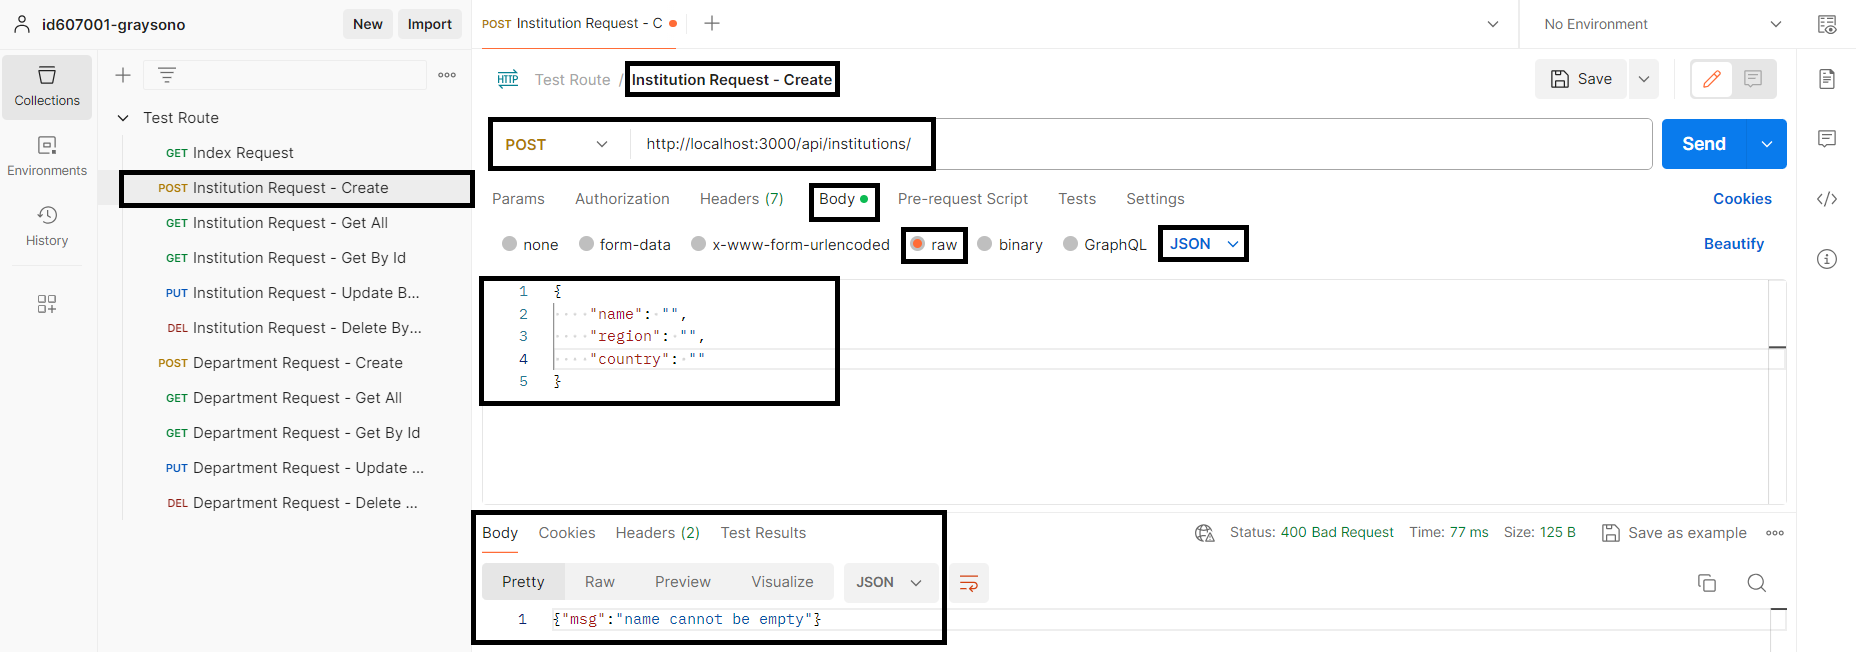 id607001-graysono
New
Import
POST Institution Request - C
No Environment
Collections
Environments
History
Test Route
GET Index Request
POST Institution Request - Create
GET Institution Request - Get All
GET Institution Request - Get By Id
PUT Institution Request - Update B...
DEL Institution Request - Delete By...
POST Department Request - Create
GET Department Request - Get All
GET Department Request - Get By Id
PUT Department Request - Update ...
DEL Department Request - Delete ...
HTTP Test Route / Institution Request - Create
Save
POST http://localhost:3000/api/institutions/
Send
Params Authorization Headers (7) Body Pre-request Script Tests Settings Cookies
none form-data x-www-form-urlencoded raw binary GraphQL JSON Beautify
1 {
2 ····"name":·"",
3 ····"region":·"",
4 ····"country":·""
5 }
Body Cookies Headers (2) Test Results Status: 400 Bad Request Time: 77 ms Size: 125 B Save as example
Pretty Raw Preview Visualize JSON
1 {"msg":"name cannot be empty"}